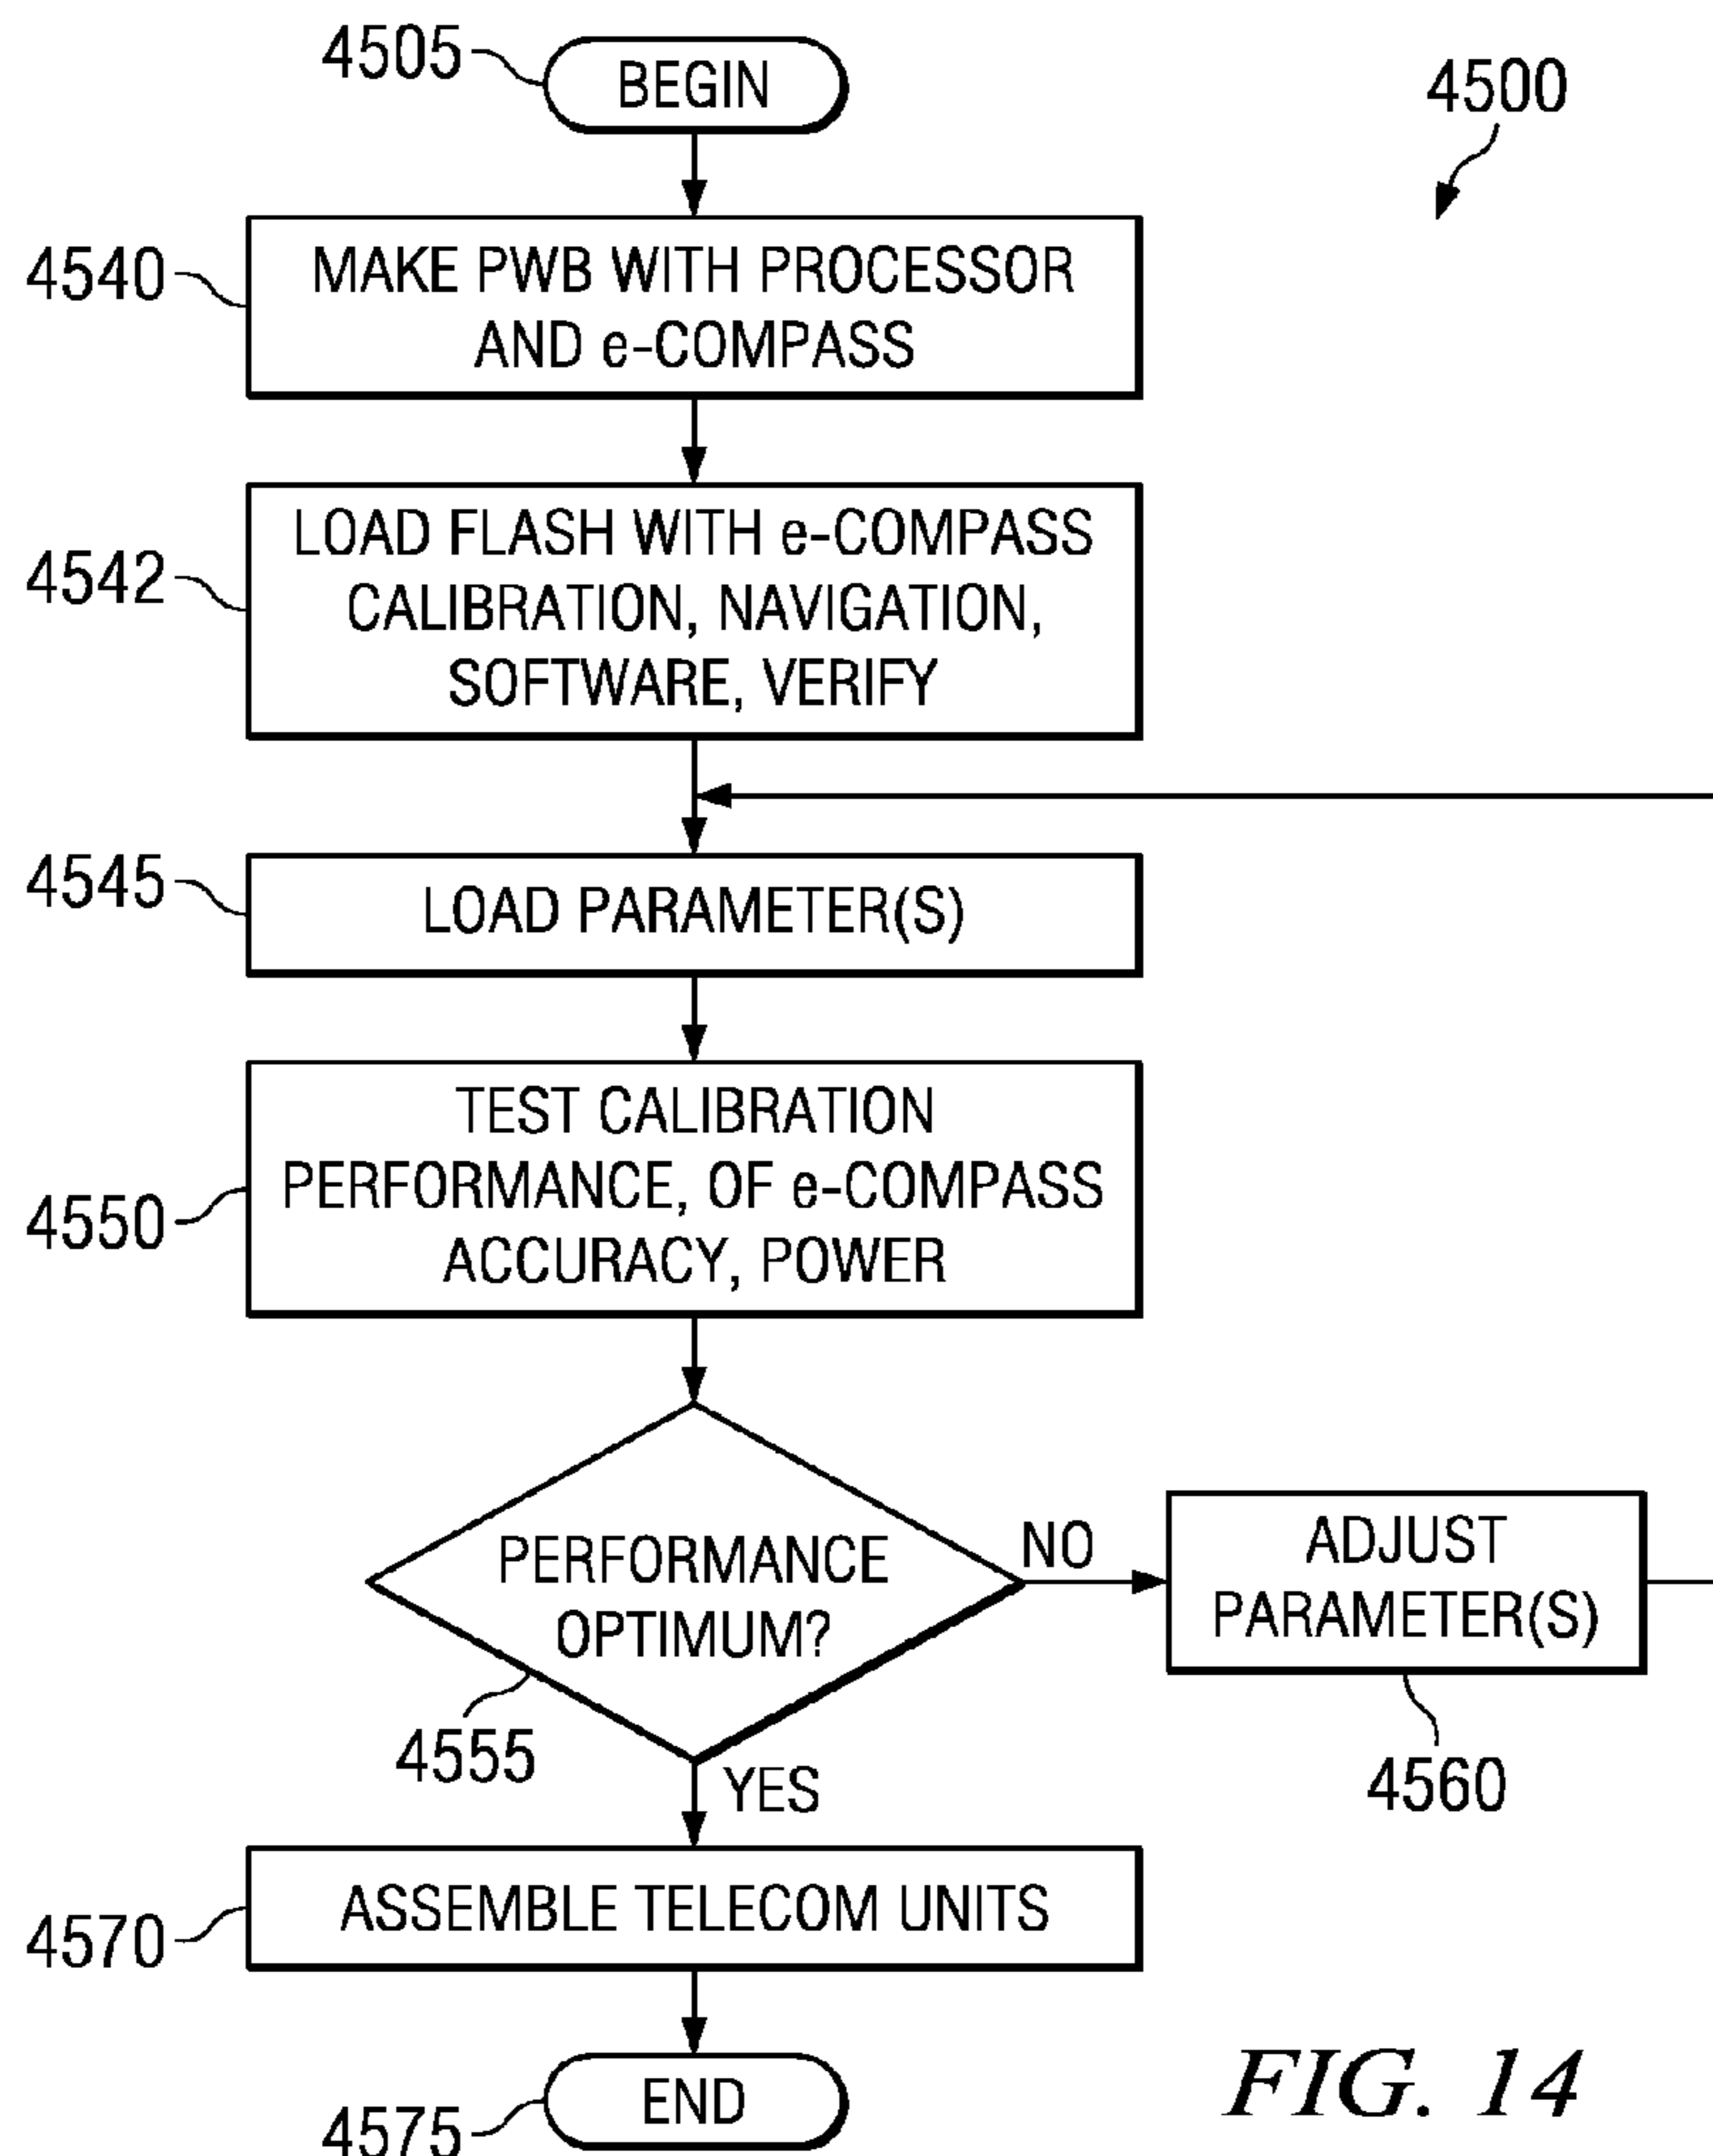 4505
BEGIN
4500
4540
MAKE PWB WITH PROCESSOR
AND e-COMPASS
4542
LOAD FLASH WITH e-COMPASS
CALIBRATION, NAVIGATION,
SOFTWARE, VERIFY
4545
LOAD PARAMETER(S)
4550
TEST CALIBRATION
PERFORMANCE, OF e-COMPASS
ACCURACY, POWER
PERFORMANCE
OPTIMUM?
4555
NO
ADJUST
PARAMETER(S)
4560
YES
4570
ASSEMBLE TELECOM UNITS
END
4575
FIG. 14